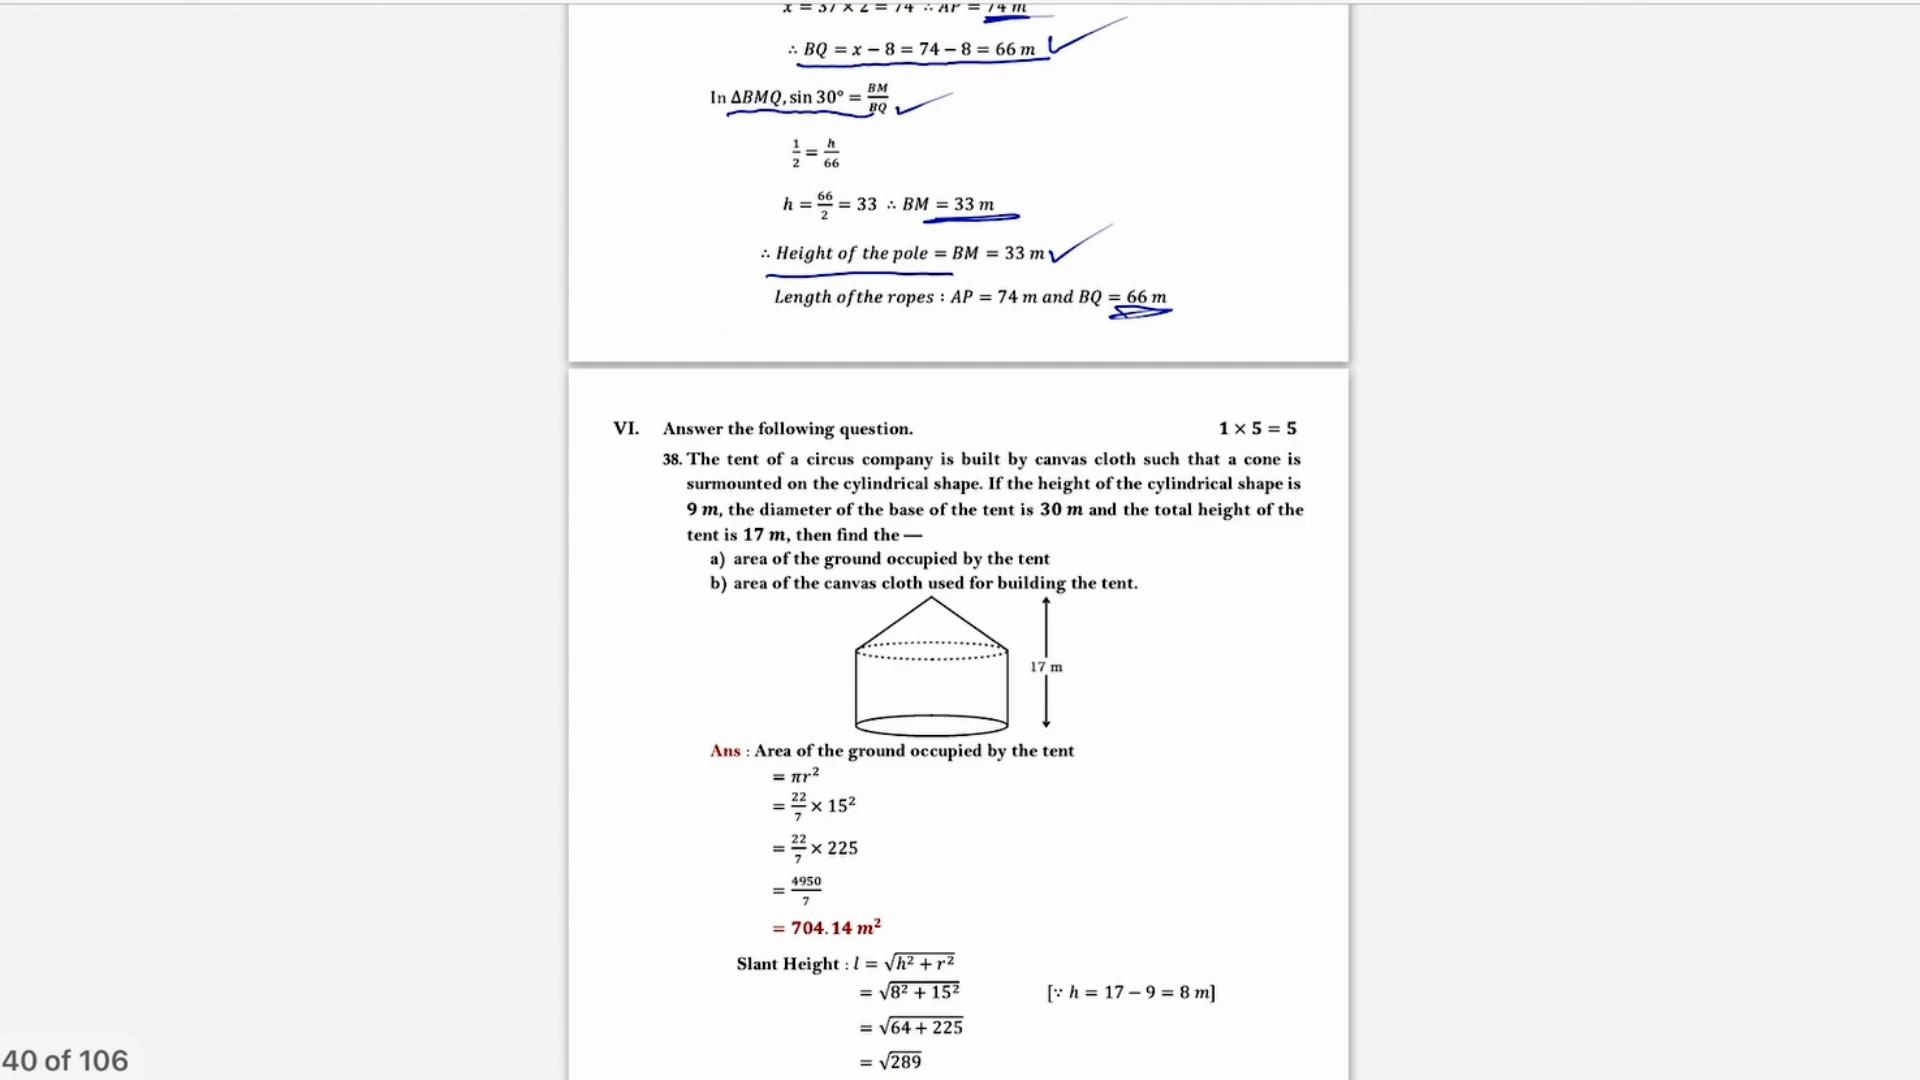 x = 37 × 2 = 74 ∴ AP = 74 m
∴ BQ = x − 8 = 74 − 8 = 66 m
In ΔBMQ, sin 30° = BM/BQ
1/2 = h/66
h = 66/2 = 33 ∴ BM = 33 m
∴ Height of the pole = BM = 33 m
Length of the ropes : AP = 74 m and BQ = 66 m
VI. Answer the following question. 1 × 5 = 5
38. The tent of a circus company is built by canvas cloth such that a cone is
surmounted on the cylindrical shape. If the height of the cylindrical shape is
9 m, the diameter of the base of the tent is 30 m and the total height of the
tent is 17 m, then find the —
a) area of the ground occupied by the tent
b) area of the canvas cloth used for building the tent.
17 m
Ans : Area of the ground occupied by the tent
= πr²
= 22/7 × 15²
= 22/7 × 225
= 4950/7
= 704.14 m²
Slant Height : l = √(h² + r²)
= √(8² + 15²) [∵ h = 17 − 9 = 8 m]
= √(64 + 225)
= √289
40 of 106